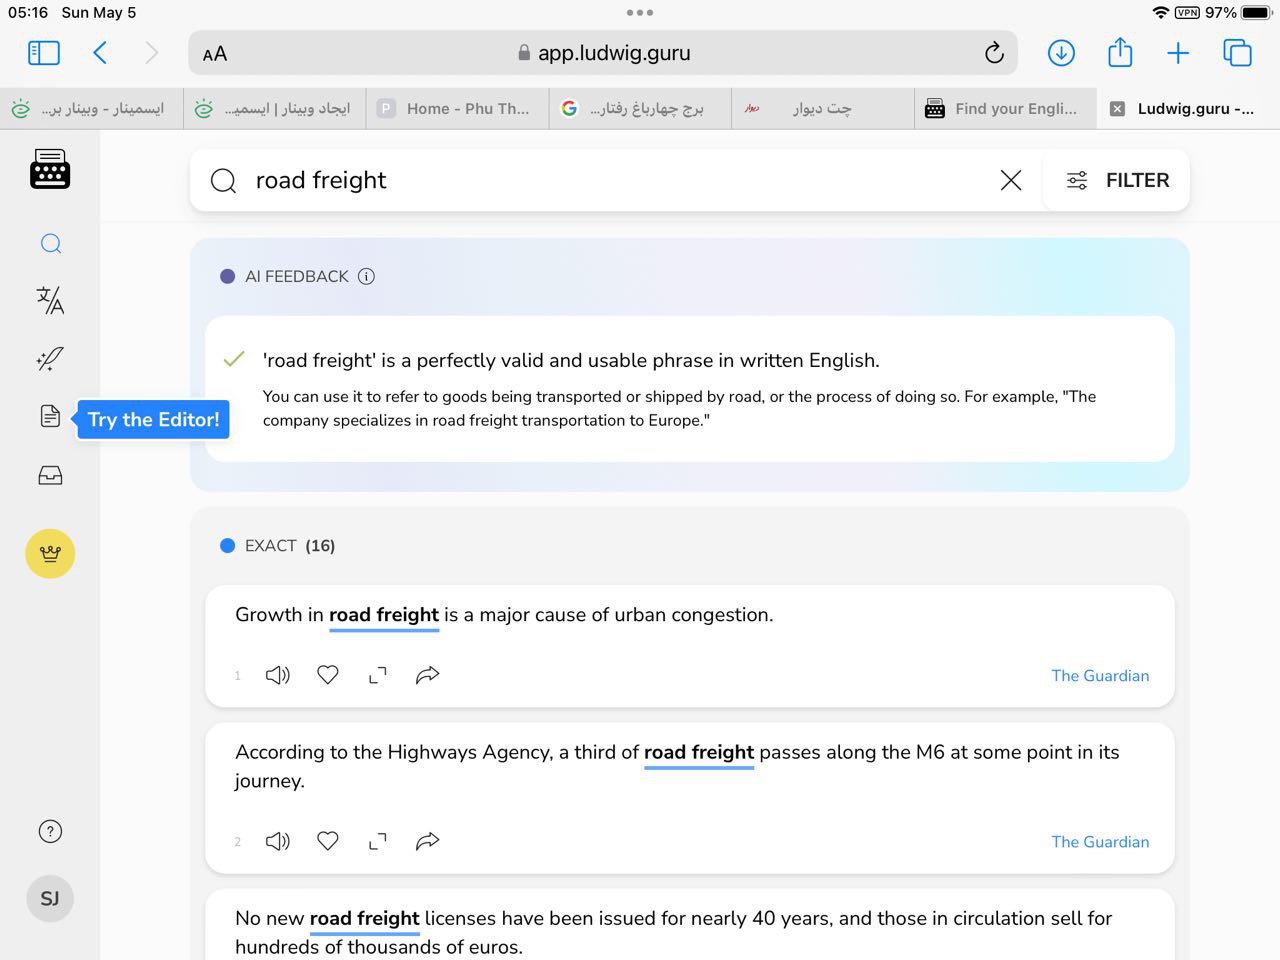 05:16 Sun May 5
VPN 97%
AA app.ludwig.guru
ایسمینار - وبینار بر...
ایجاد وبینار | ایسمیـ...
P Home - Phu Th...
برج چهارباغ رفتار...
دیوار چت دیوار
Find your Engli...
Ludwig.guru -...
road freight
FILTER
AI FEEDBACK
'road freight' is a perfectly valid and usable phrase in written English.
You can use it to refer to goods being transported or shipped by road, or the process of doing so. For example, "The
company specializes in road freight transportation to Europe."
Try the Editor!
EXACT (16)
Growth in road freight is a major cause of urban congestion.
1 The Guardian
According to the Highways Agency, a third of road freight passes along the M6 at some point in its
journey.
2 The Guardian
No new road freight licenses have been issued for nearly 40 years, and those in circulation sell for
hundreds of thousands of euros.
SJ